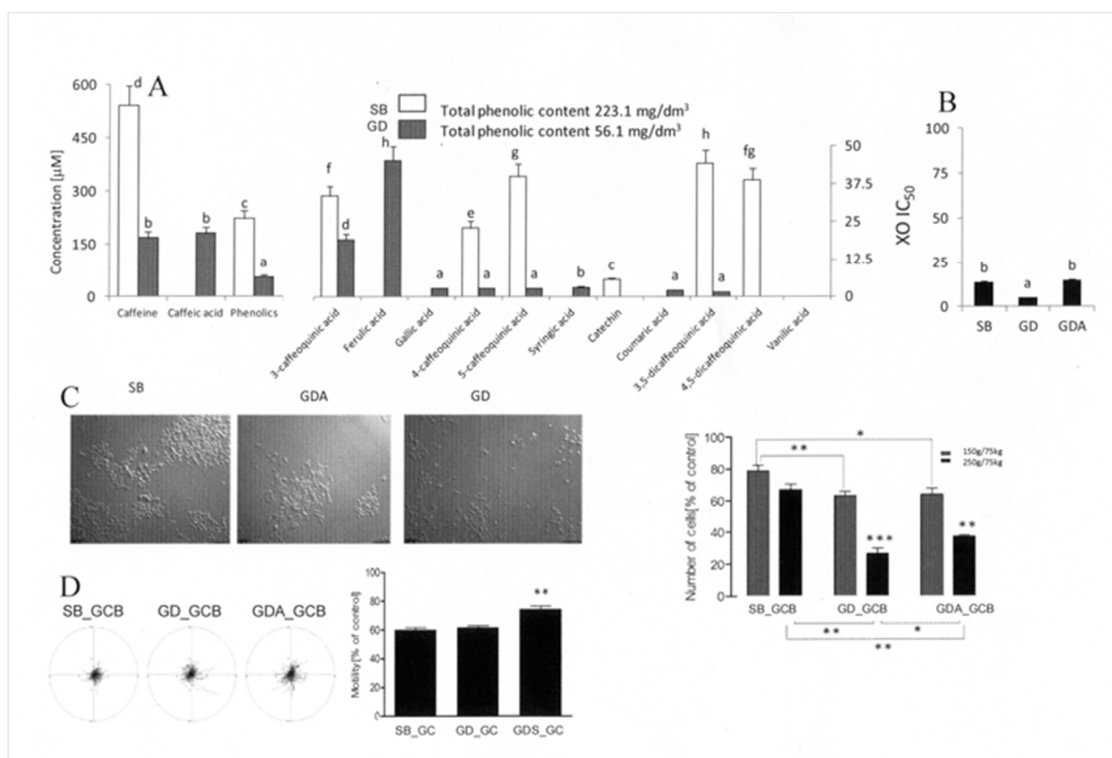 A
Concentration [µM]
600
450
300
150
0
d
b
b
c
a
Caffeine
Caffeic acid
Phenolics
SB Total phenolic content 223.1 mg/dm³
GD Total phenolic content 56.1 mg/dm³
f
d
h
a
e
a
g
a
b
c
a
h
a
fg
50
37.5
25
12.5
0
3-caffeoquinic acid
Ferulic acid
Gallic acid
4-caffeoquinic acid
5-caffeoquinic acid
Syringic acid
Catechin
Coumaric acid
3,5-dicaffeoquinic acid
4,5-dicaffeoquinic acid
Vanilic acid
B
XO IC₅₀
100
75
50
25
0
b
a
b
SB
GD
GDA
C
SB
GDA
GD
Number of cells[% of control]
100
80
60
40
20
0
*
**
150g/75kg
250g/75kg
***
**
SB_GCB
GD_GCB
GDA_GCB
**
*
**
D
SB_GCB
GD_GCB
GDA_GCB
Motility[% of control]
100
80
60
40
20
0
**
SB_GC
GD_GC
GDS_GC